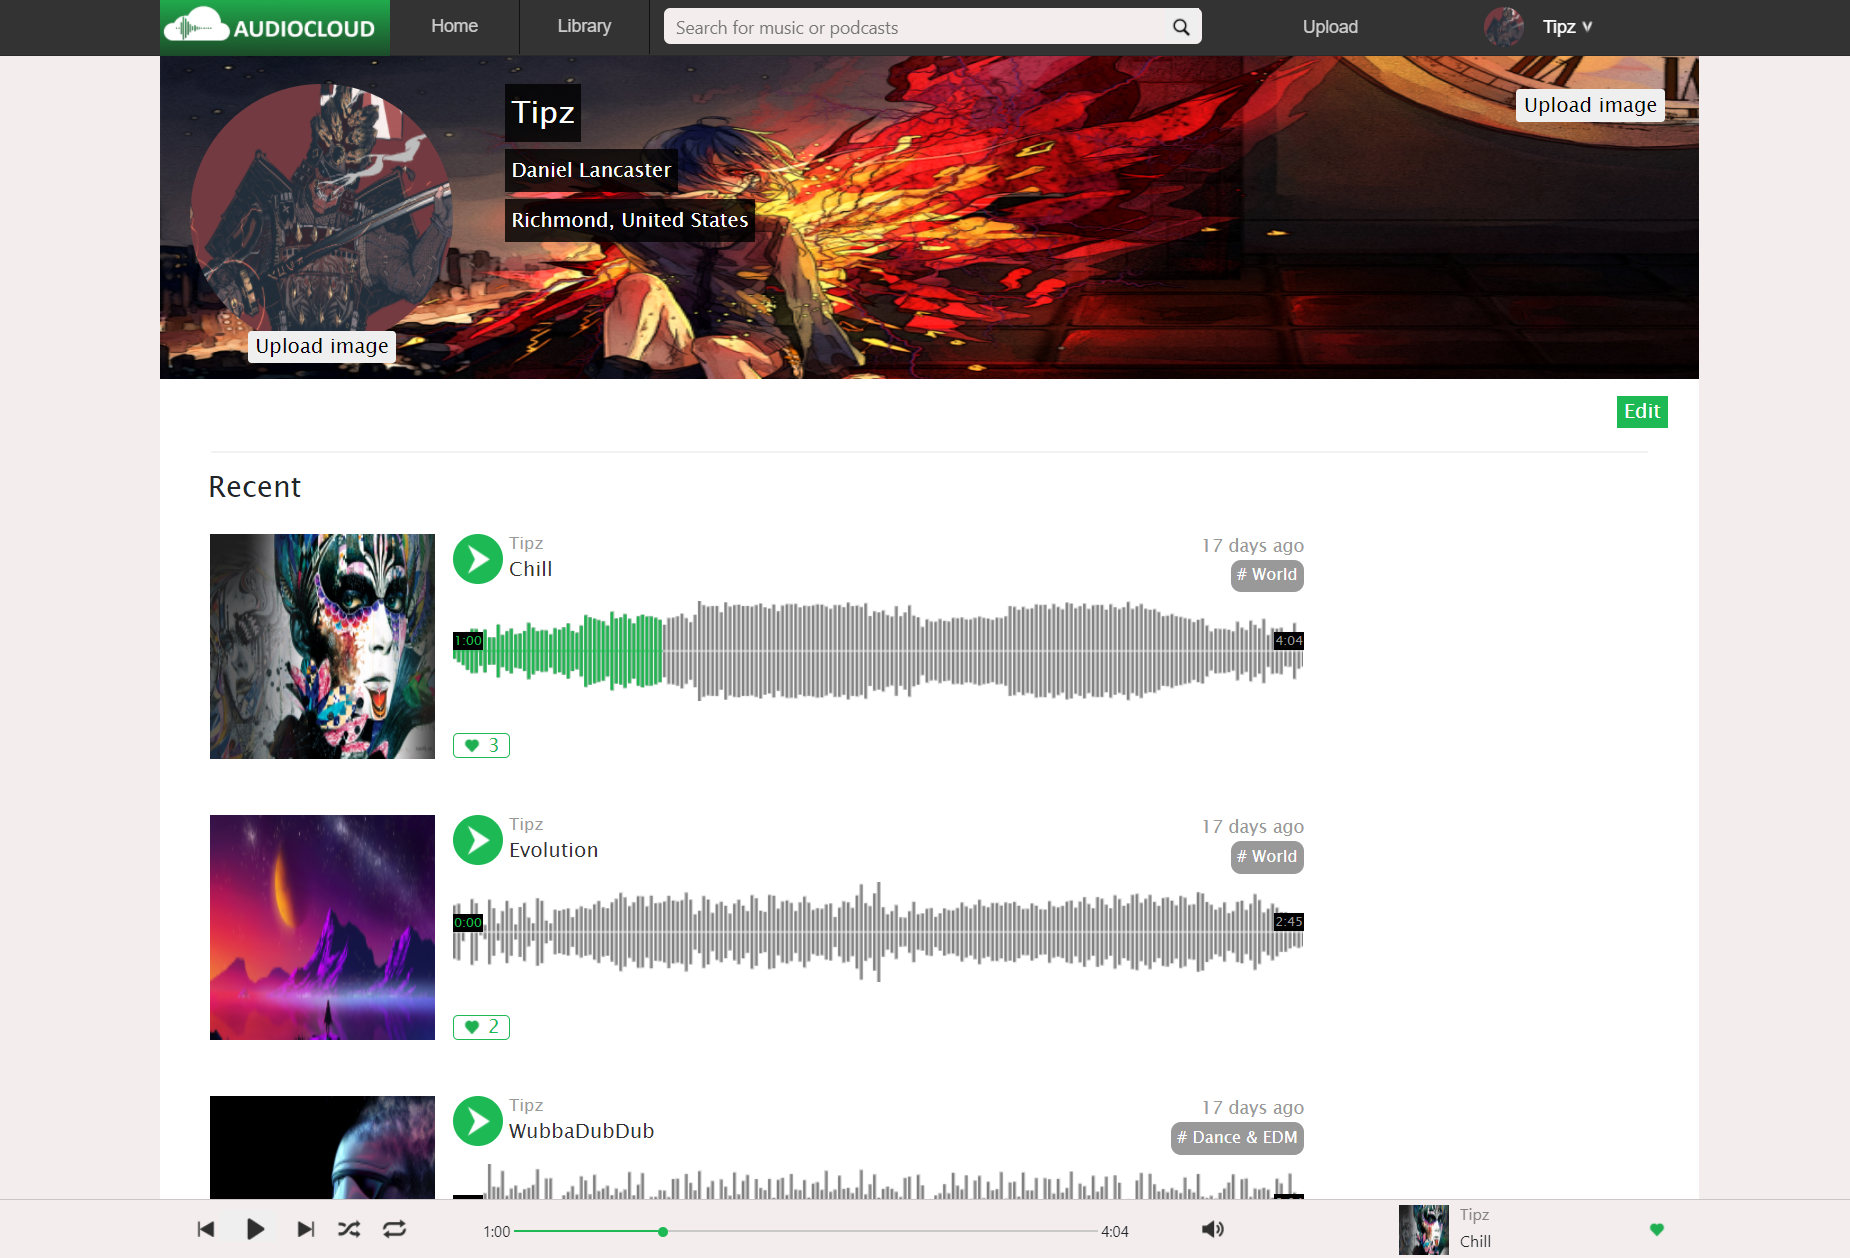 AUDIOCLOUD
Home
Library
Search for music or podcasts
Upload
Tipz
Tipz
Daniel Lancaster
Richmond, United States
Upload image
Upload image
Edit
Recent
Tipz
Chill
17 days ago
# World
1:00
4:04
3
Tipz
Evolution
17 days ago
# World
0:00
2:45
2
Tipz
WubbaDubDub
17 days ago
# Dance & EDM
1:00
4:04
Tipz
Chill